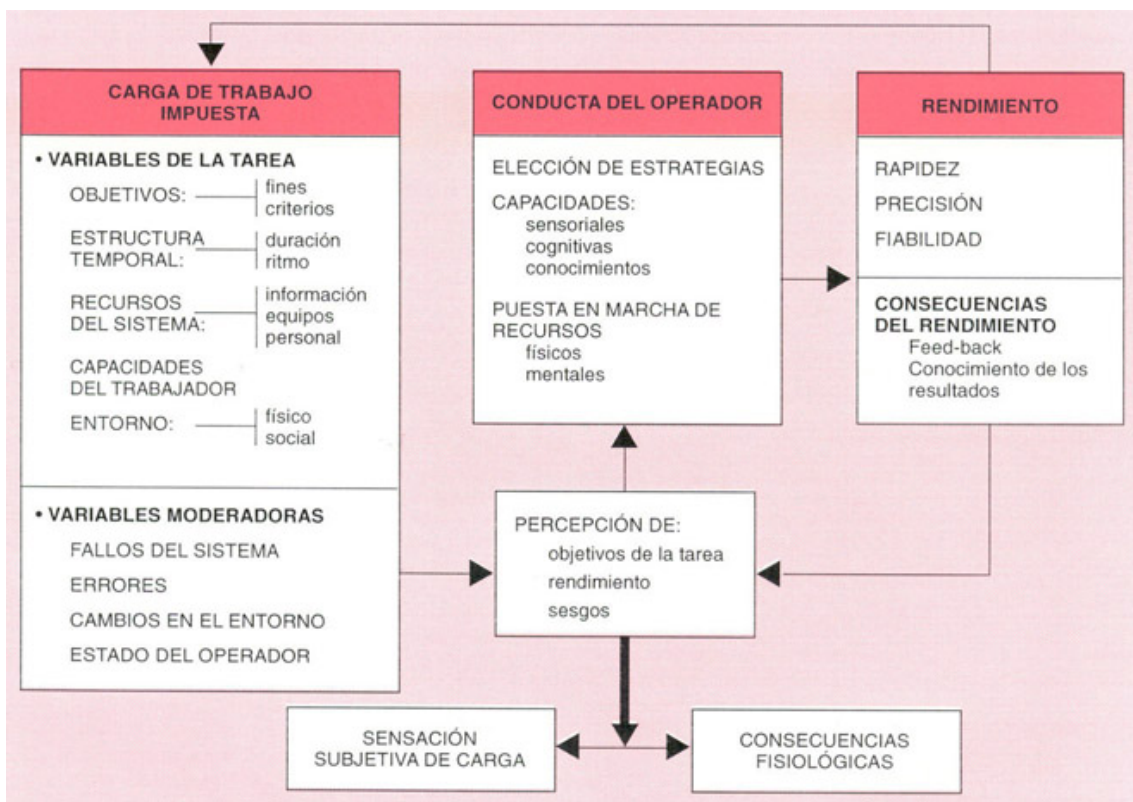 CARGA DE TRABAJO
IMPUESTA
• VARIABLES DE LA TAREA
OBJETIVOS:
fines
criterios
ESTRUCTURA
TEMPORAL:
duración
ritmo
RECURSOS
DEL SISTEMA:
información
equipos
personal
CAPACIDADES
DEL TRABAJADOR
ENTORNO:
físico
social
• VARIABLES MODERADORAS
FALLOS DEL SISTEMA
ERRORES
CAMBIOS EN EL ENTORNO
ESTADO DEL OPERADOR
CONDUCTA DEL OPERADOR
ELECCIÓN DE ESTRATEGIAS
CAPACIDADES:
sensoriales
cognitivas
conocimientos
PUESTA EN MARCHA DE
RECURSOS
físicos
mentales
RENDIMIENTO
RAPIDEZ
PRECISIÓN
FIABILIDAD
CONSECUENCIAS
DEL RENDIMIENTO
Feed-back
Conocimiento de los
resultados
PERCEPCIÓN DE:
objetivos de la tarea
rendimiento
sesgos
SENSACIÓN
SUBJETIVA DE CARGA
CONSECUENCIAS
FISIOLÓGICAS